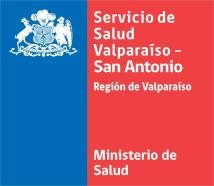 Servicio de
Salud
Valparaíso –
San Antonio
Región de Valparaíso
Ministerio de
Salud